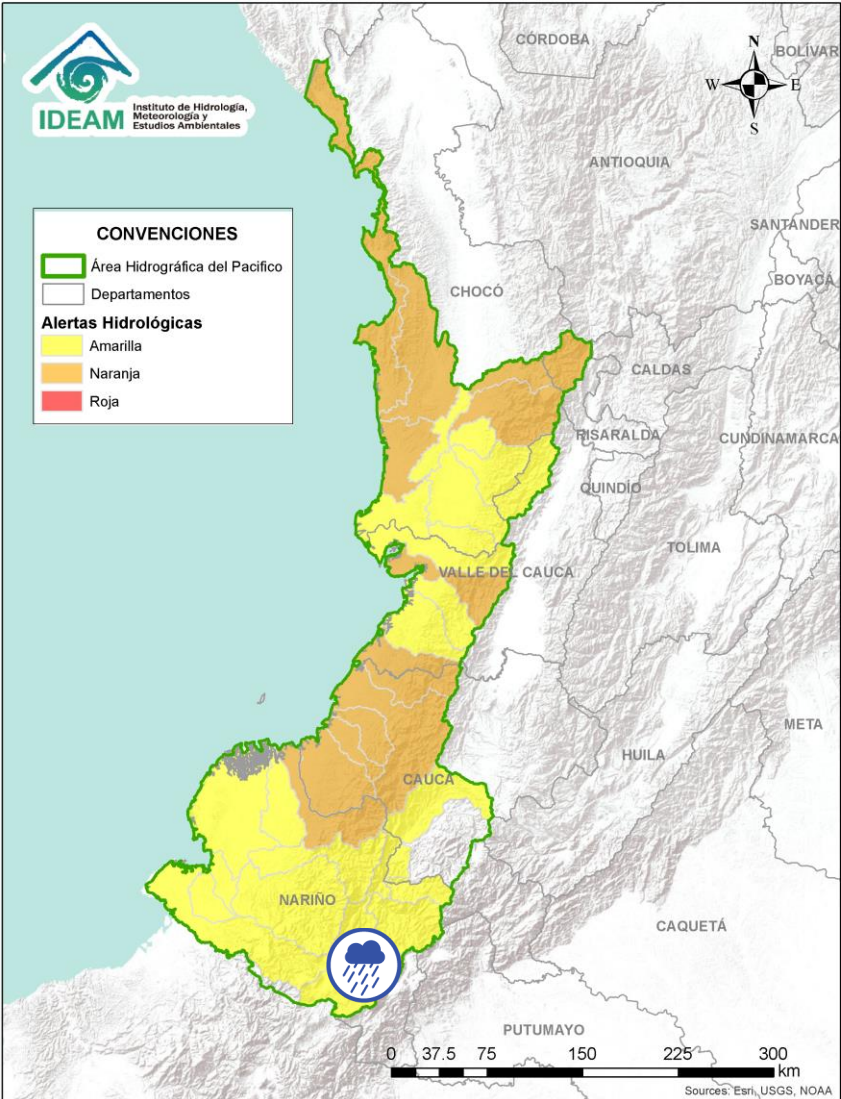 IDEAM
Instituto de Hidrología,
Meteorología y
Estudios Ambientales
N
W
E
S
CONVENCIONES
Área Hidrográfica del Pacifico
Departamentos
Alertas Hidrológicas
Amarilla
Naranja
Roja
CÓRDOBA
BOLÍVAR
ANTIOQUIA
SANTANDER
BOYACÁ
CHOCÓ
CALDAS
RISARALDA
CUNDINAMARCA
QUINDÍO
TOLIMA
VALLE DEL CAUCA
META
HUILA
CAUCA
NARIÑO
CAQUETÁ
PUTUMAYO
0 37.5 75 150 225 300
km
Sources: Esri, USGS, NOAA